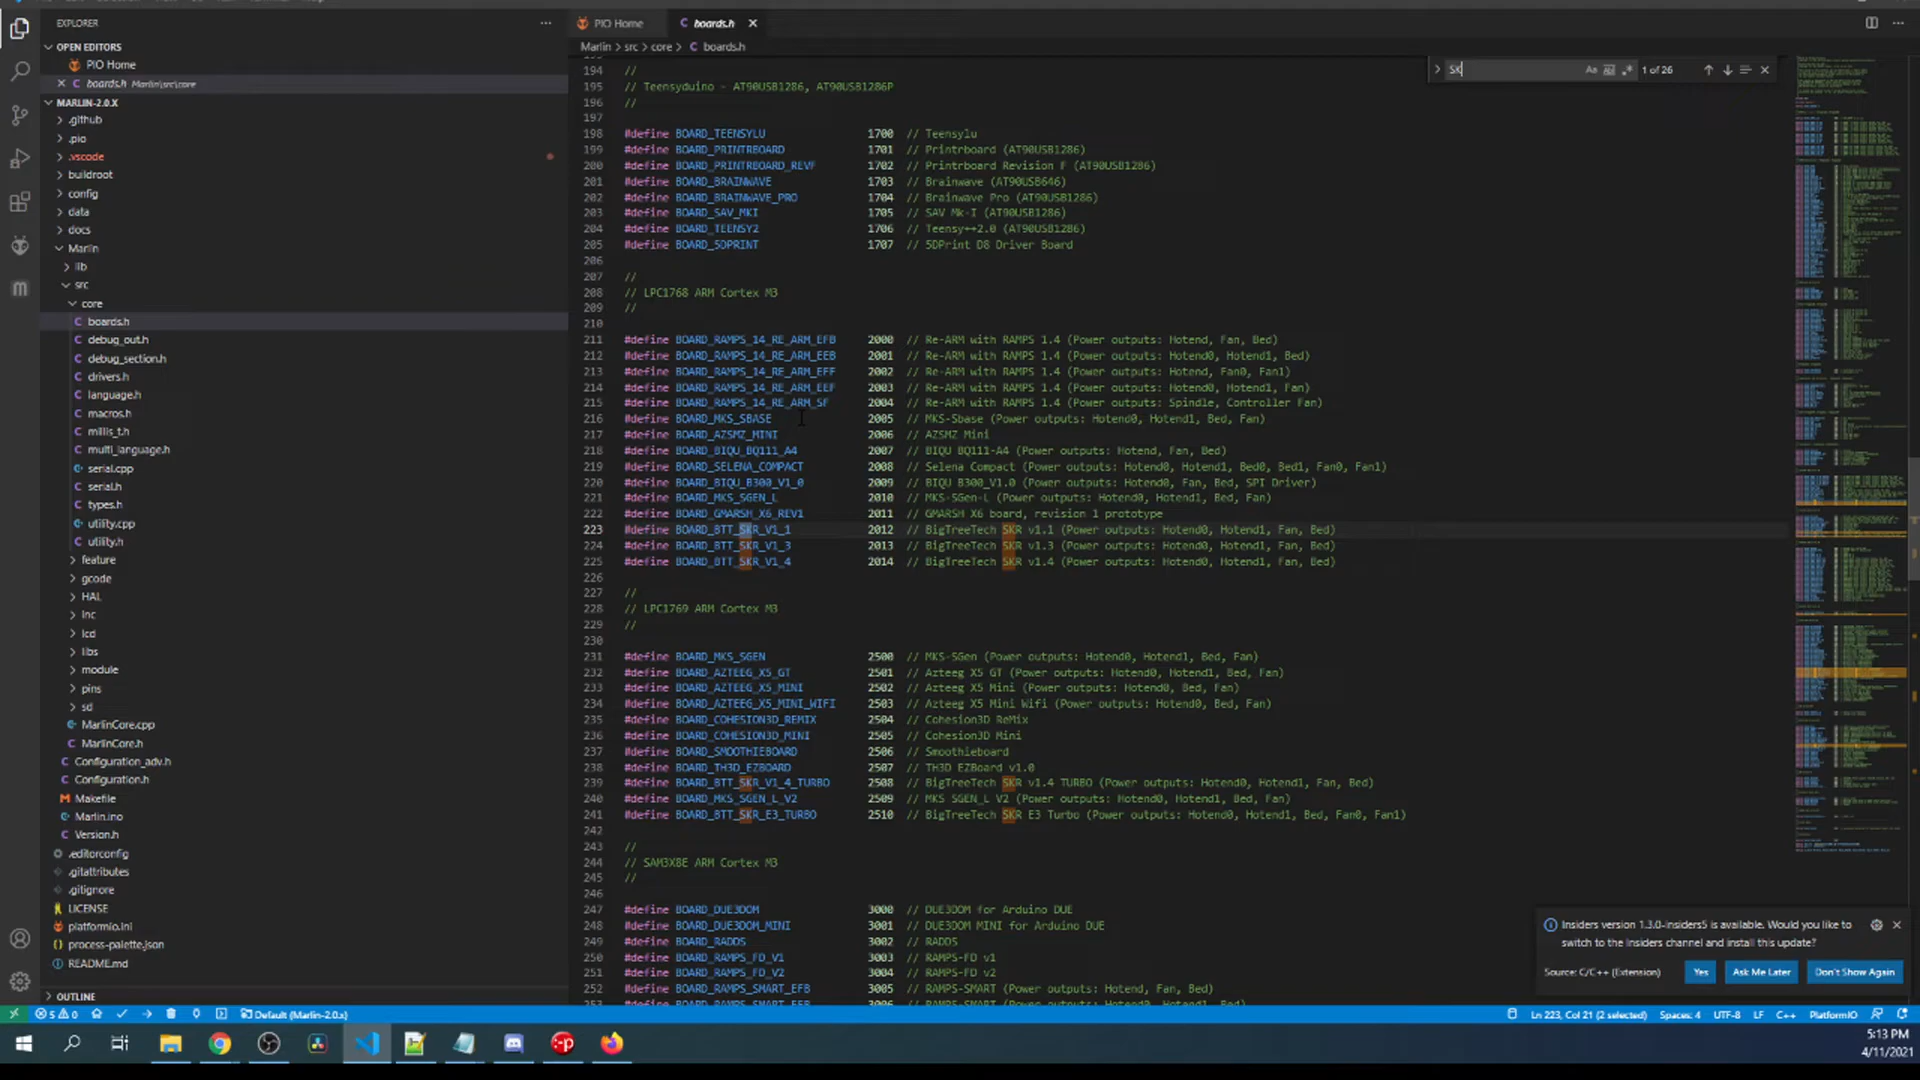 EXPLORER
OPEN EDITORS
PIO Home
boards.h Marlin\src\core
MARLIN-2.0.X
.github
.pio
.vscode
buildroot
config
data
docs
Marlin
lib
src
core
boards.h
debug_out.h
debug_section.h
drivers.h
language.h
macros.h
millis_t.h
multi_language.h
serial.cpp
serial.h
types.h
utility.cpp
utility.h
feature
gcode
HAL
inc
lcd
libs
module
pins
sd
MarlinCore.cpp
MarlinCore.h
Configuration_adv.h
Configuration.h
Makefile
Marlin.ino
Version.h
.editorconfig
.gitattributes
.gitignore
LICENSE
platformio.ini
process-palette.json
README.md
OUTLINE
PIO Home
boards.h
Marlin > src > core > boards.h
SK
Aa
1 of 26
194 //
195 // Teensyduino - AT90USB1286, AT90USB1286P
196 //
197
198 #define BOARD_TEENSYLU 1700 // Teensylu
199 #define BOARD_PRINTRBOARD 1701 // Printrboard (AT90USB1286)
200 #define BOARD_PRINTRBOARD_REVF 1702 // Printrboard Revision F (AT90USB1286)
201 #define BOARD_BRAINWAVE 1703 // Brainwave (AT90USB646)
202 #define BOARD_BRAINWAVE_PRO 1704 // Brainwave Pro (AT90USB1286)
203 #define BOARD_SAV_MKI 1705 // SAV Mk-I (AT90USB1286)
204 #define BOARD_TEENSY2 1706 // Teensy++2.0 (AT90USB1286)
205 #define BOARD_5DPRINT 1707 // 5DPrint D8 Driver Board
206
207 //
208 // LPC1768 ARM Cortex M3
209 //
210
211 #define BOARD_RAMPS_14_RE_ARM_EFB 2000 // Re-ARM with RAMPS 1.4 (Power outputs: Hotend, Fan, Bed)
212 #define BOARD_RAMPS_14_RE_ARM_EEB 2001 // Re-ARM with RAMPS 1.4 (Power outputs: Hotend0, Hotend1, Bed)
213 #define BOARD_RAMPS_14_RE_ARM_EFF 2002 // Re-ARM with RAMPS 1.4 (Power outputs: Hotend, Fan0, Fan1)
214 #define BOARD_RAMPS_14_RE_ARM_EEF 2003 // Re-ARM with RAMPS 1.4 (Power outputs: Hotend0, Hotend1, Fan)
215 #define BOARD_RAMPS_14_RE_ARM_SF 2004 // Re-ARM with RAMPS 1.4 (Power outputs: Spindle, Controller Fan)
216 #define BOARD_MKS_SBASE 2005 // MKS-Sbase (Power outputs: Hotend0, Hotend1, Bed, Fan)
217 #define BOARD_AZSMZ_MINI 2006 // AZSMZ Mini
218 #define BOARD_BIQU_BQ111_A4 2007 // BIQU BQ111-A4 (Power outputs: Hotend, Fan, Bed)
219 #define BOARD_SELENA_COMPACT 2008 // Selena Compact (Power outputs: Hotend0, Hotend1, Bed0, Bed1, Fan0, Fan1)
220 #define BOARD_BIQU_B300_V1_0 2009 // BIQU B300_V1.0 (Power outputs: Hotend0, Fan, Bed, SPI Driver)
221 #define BOARD_MKS_SGEN_L 2010 // MKS-SGen-L (Power outputs: Hotend0, Hotend1, Bed, Fan)
222 #define BOARD_GMARSH_X6_REV1 2011 // GMARSH X6 board, revision 1 prototype
223 #define BOARD_BTT_SKR_V1_1 2012 // BigTreeTech SKR v1.1 (Power outputs: Hotend0, Hotend1, Fan, Bed)
224 #define BOARD_BTT_SKR_V1_3 2013 // BigTreeTech SKR v1.3 (Power outputs: Hotend0, Hotend1, Fan, Bed)
225 #define BOARD_BTT_SKR_V1_4 2014 // BigTreeTech SKR v1.4 (Power outputs: Hotend0, Hotend1, Fan, Bed)
226
227 //
228 // LPC1769 ARM Cortex M3
229 //
230
231 #define BOARD_MKS_SGEN 2500 // MKS-SGen (Power outputs: Hotend0, Hotend1, Bed, Fan)
232 #define BOARD_AZTEEG_X5_GT 2501 // Azteeg X5 GT (Power outputs: Hotend0, Hotend1, Bed, Fan)
233 #define BOARD_AZTEEG_X5_MINI 2502 // Azteeg X5 Mini (Power outputs: Hotend0, Bed, Fan)
234 #define BOARD_AZTEEG_X5_MINI_WIFI 2503 // Azteeg X5 Mini Wifi (Power outputs: Hotend0, Bed, Fan)
235 #define BOARD_COHESION3D_REMIX 2504 // Cohesion3D ReMix
236 #define BOARD_COHESION3D_MINI 2505 // Cohesion3D Mini
237 #define BOARD_SMOOTHIEBOARD 2506 // Smoothieboard
238 #define BOARD_TH3D_EZBOARD 2507 // TH3D EZBoard v1.0
239 #define BOARD_BTT_SKR_V1_4_TURBO 2508 // BigTreeTech SKR v1.4 TURBO (Power outputs: Hotend0, Hotend1, Fan, Bed)
240 #define BOARD_MKS_SGEN_L_V2 2509 // MKS SGEN_L V2 (Power outputs: Hotend0, Hotend1, Bed, Fan)
241 #define BOARD_BTT_SKR_E3_TURBO 2510 // BigTreeTech SKR E3 Turbo (Power outputs: Hotend0, Hotend1, Bed, Fan0, Fan1)
242
243 //
244 // SAM3X8E ARM Cortex M3
245 //
246
247 #define BOARD_DUE3DOM 3000 // DUE3DOM for Arduino DUE
248 #define BOARD_DUE3DOM_MINI 3001 // DUE3DOM MINI for Arduino DUE
249 #define BOARD_RADDS 3002 // RADDS
250 #define BOARD_RAMPS_FD_V1 3003 // RAMPS-FD v1
251 #define BOARD_RAMPS_FD_V2 3004 // RAMPS-FD v2
252 #define BOARD_RAMPS_SMART_EFB 3005 // RAMPS-SMART (Power outputs: Hotend, Fan, Bed)
Insiders version 1.3.0-insiders5 is available. Would you like to
switch to the Insiders channel and install this update?
Source: C/C++ (Extension)
Yes
Ask Me Later
Don't Show Again
5 0
Default (Marlin-2.0.x)
Ln 223, Col 21 (2 selected)
Spaces: 4
UTF-8
LF
C++
PlatformIO
5:13 PM
4/11/2021